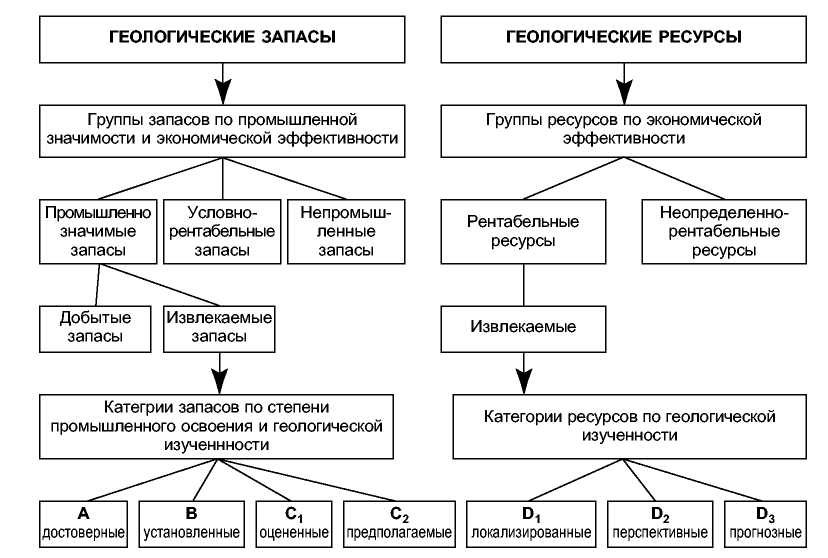 ГЕОЛОГИЧЕСКИЕ ЗАПАСЫ
Группы запасов по промышленной
значимости и экономической эффективности
Промышленно
значимые
запасы
Условно-
рентабельные
запасы
Непромыш-
ленные
запасы
Добытые
запасы
Извлекаемые
запасы
Категрии запасов по степени
промышленного освоения и геологической
изученнности
A
достоверные
B
установленные
C₁
оцененные
C₂
предполагаемые
ГЕОЛОГИЧЕСКИЕ РЕСУРСЫ
Группы ресурсов по экономической
эффективности
Рентабельные
ресурсы
Неопределенно-
рентабельные
ресурсы
Извлекаемые
Категории ресурсов по геологической
изученности
D₁
локализированные
D₂
перспективные
D₃
прогнозные